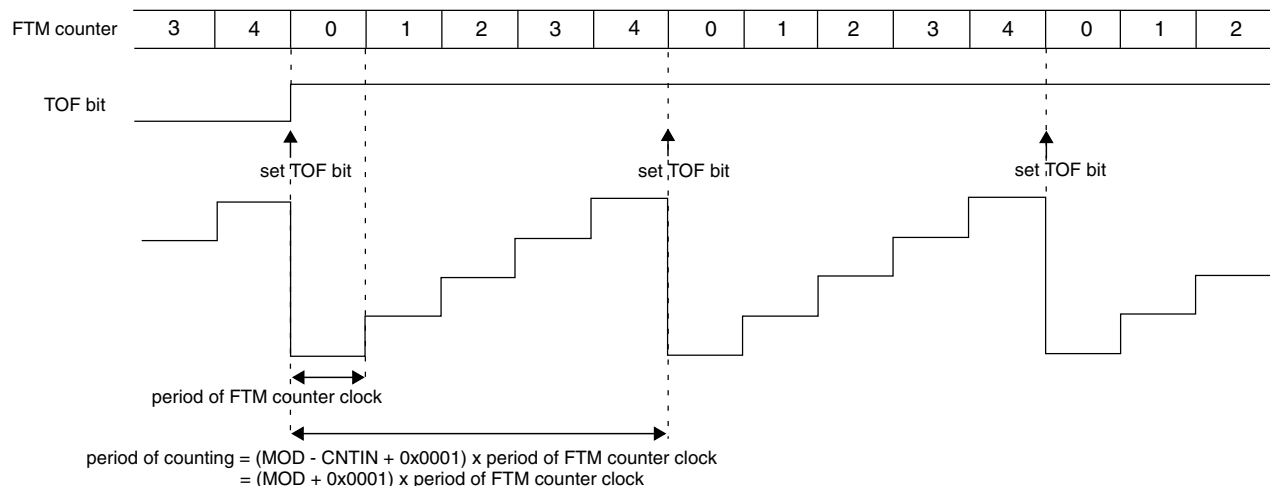 FTM counter 3 4 0 1 2 3 4 0 1 2 3 4 0 1 2
TOF bit
set TOF bit set TOF bit set TOF bit
period of FTM counter clock
period of counting = (MOD - CNTIN + 0x0001) x period of FTM counter clock
= (MOD + 0x0001) x period of FTM counter clock